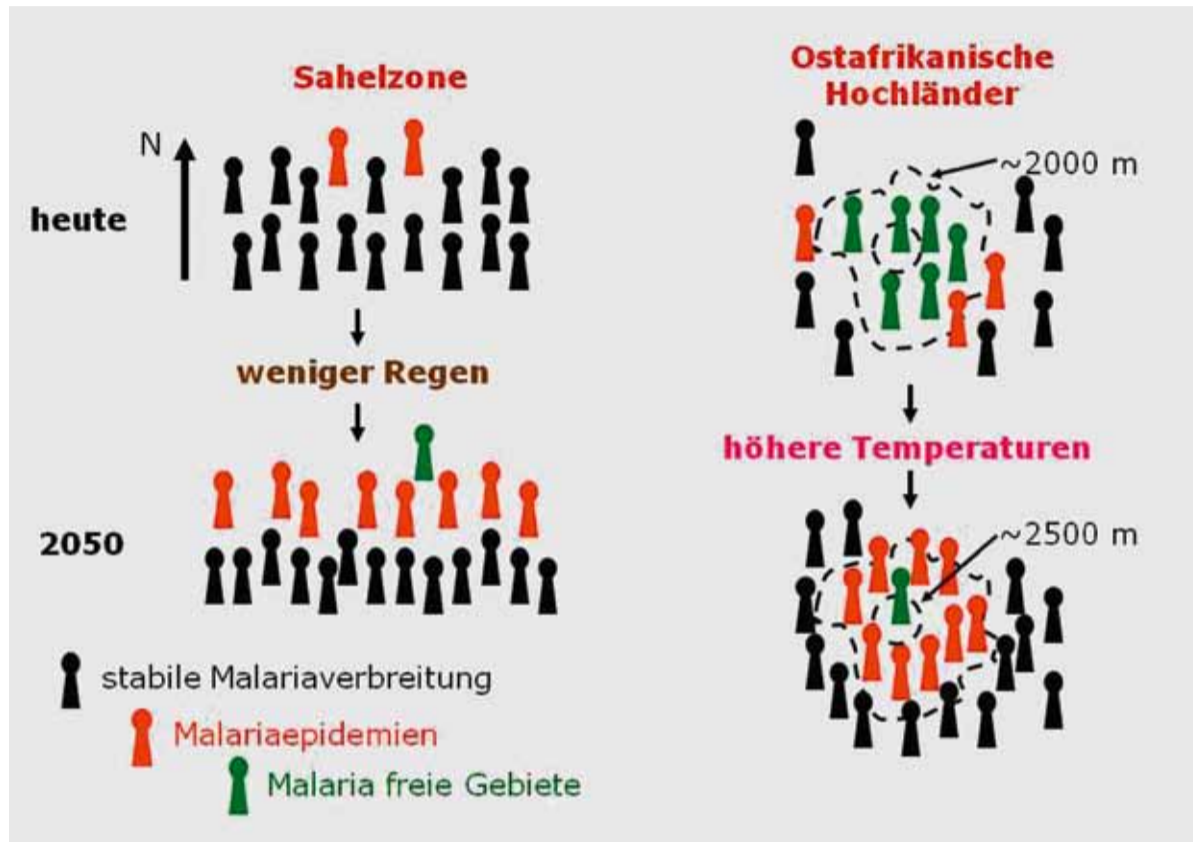 Sahelzone
Ostafrikanische
Hochländer
N
~2000 m
heute
weniger Regen
höhere Temperaturen
2050
~2500 m
stabile Malariaverbreitung
Malariaepidemien
Malaria freie Gebiete